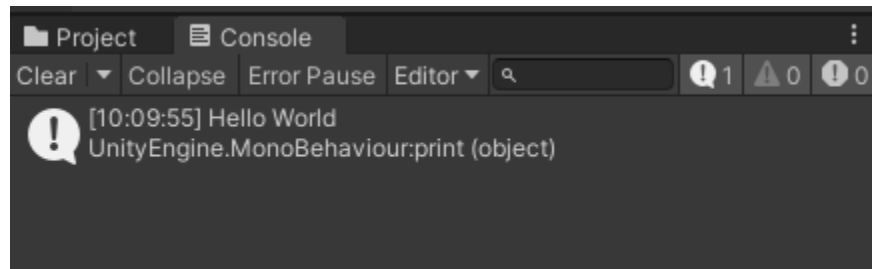 Project Console
Clear Collapse Error Pause Editor 1 0 0
[10:09:55] Hello World
UnityEngine.MonoBehaviour:print (object)